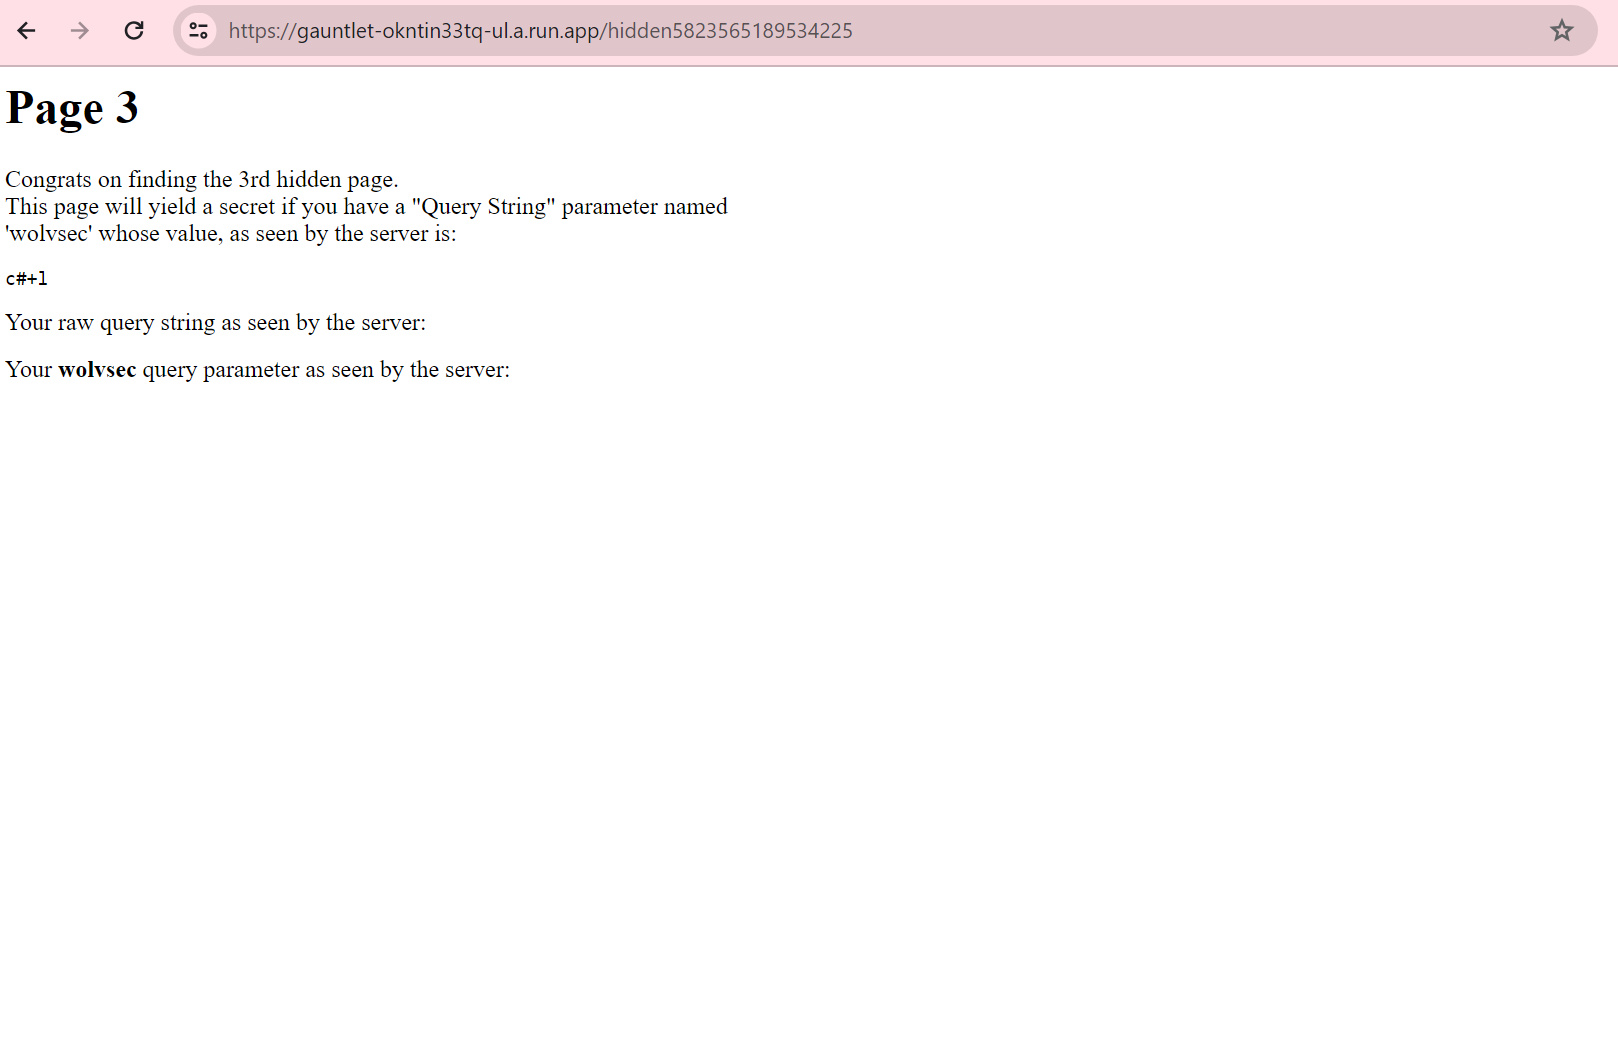 https://gauntlet-okntin33tq-ul.a.run.app/hidden5823565189534225
Page 3
Congrats on finding the 3rd hidden page.
This page will yield a secret if you have a "Query String" parameter named
'wolvsec' whose value, as seen by the server is:
c#+l
Your raw query string as seen by the server:
Your wolvsec query parameter as seen by the server: